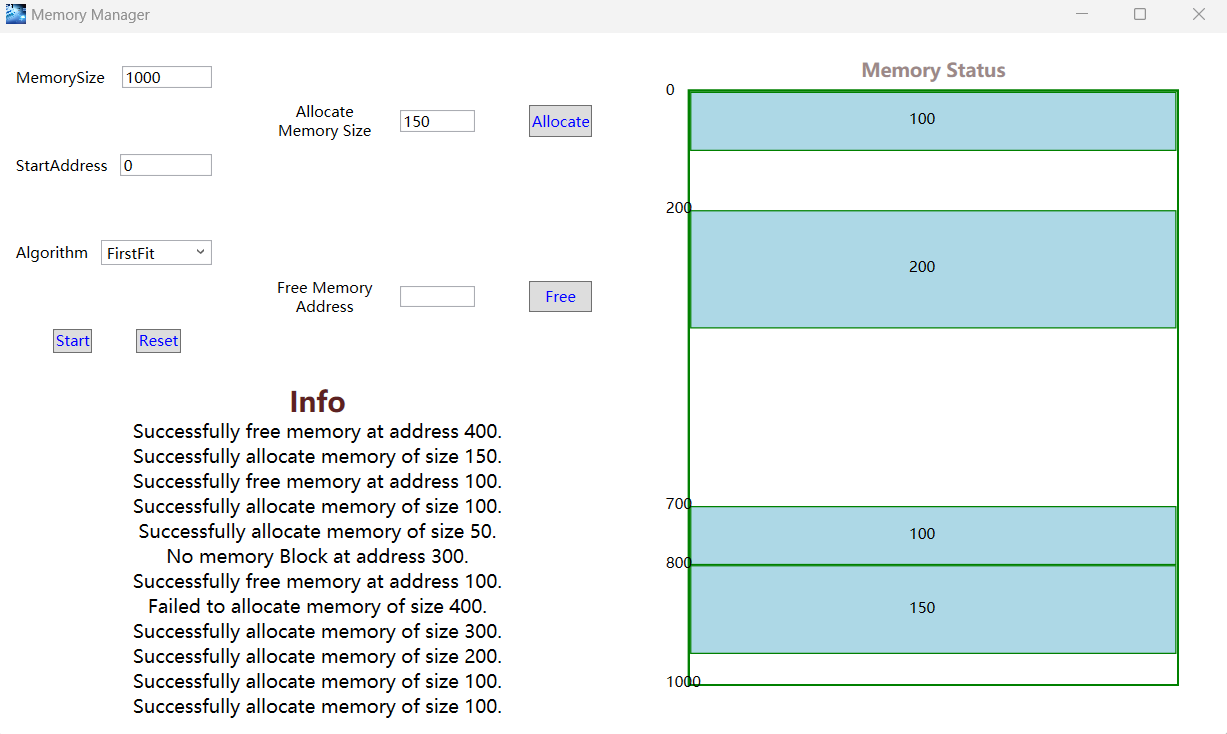 Memory Manager
MemorySize 1000
Allocate
Memory Size 150 Allocate
StartAddress 0
Algorithm FirstFit
Free Memory
Address Free
Start Reset
Info
Successfully free memory at address 400.
Successfully allocate memory of size 150.
Successfully free memory at address 100.
Successfully allocate memory of size 100.
Successfully allocate memory of size 50.
No memory Block at address 300.
Successfully free memory at address 100.
Failed to allocate memory of size 400.
Successfully allocate memory of size 300.
Successfully allocate memory of size 200.
Successfully allocate memory of size 100.
Successfully allocate memory of size 100.
Memory Status
0
100
200
200
700
100
800
150
1000